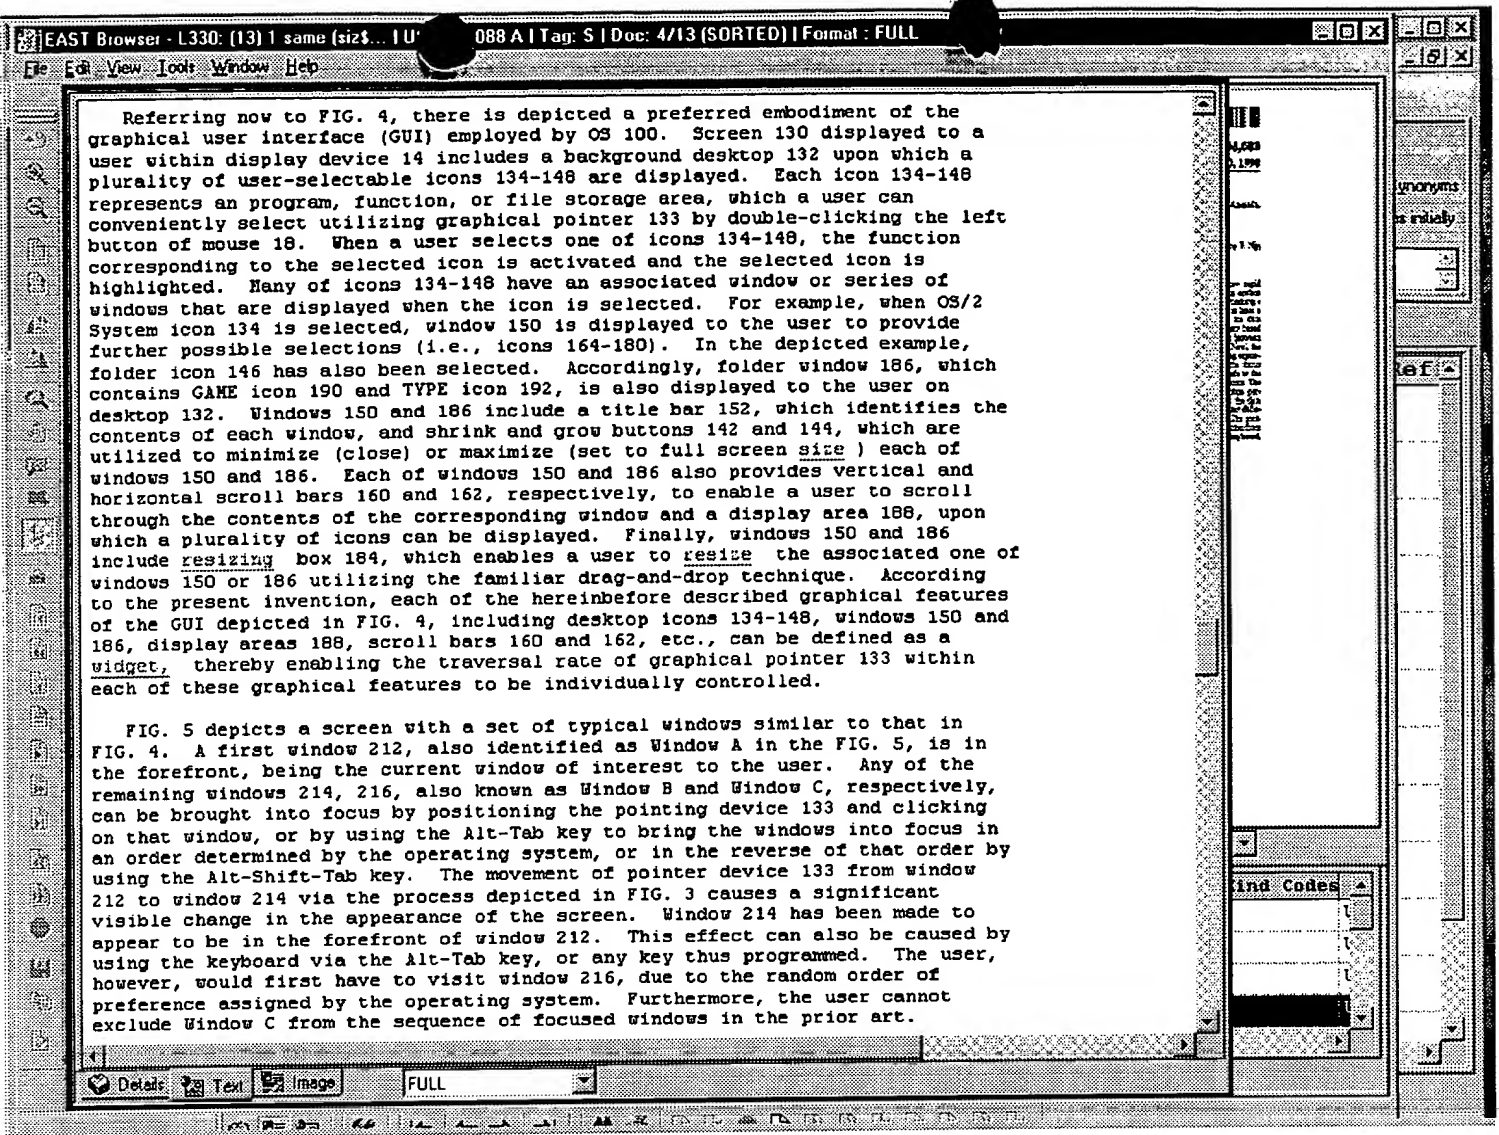 EAST Browser - L330: (13) 1 same (siz$... | U 088 A | Tag: S | Doc: 4/13 (SORTED) | Format : FULL
File Edit View Tools Window Help
Referring now to FIG. 4, there is depicted a preferred embodiment of the
graphical user interface (GUI) employed by OS 100. Screen 130 displayed to a
user within display device 14 includes a background desktop 132 upon which a
plurality of user-selectable icons 134-148 are displayed. Each icon 134-148
represents an program, function, or file storage area, which a user can
conveniently select utilizing graphical pointer 133 by double-clicking the left
button of mouse 18. When a user selects one of icons 134-148, the function
corresponding to the selected icon is activated and the selected icon is
highlighted. Many of icons 134-148 have an associated window or series of
windows that are displayed when the icon is selected. For example, when OS/2
System icon 134 is selected, window 150 is displayed to the user to provide
further possible selections (i.e., icons 164-180). In the depicted example,
folder icon 146 has also been selected. Accordingly, folder window 186, which
contains GAME icon 190 and TYPE icon 192, is also displayed to the user on
desktop 132. Windows 150 and 186 include a title bar 152, which identifies the
contents of each window, and shrink and grow buttons 142 and 144, which are
utilized to minimize (close) or maximize (set to full screen size ) each of
windows 150 and 186. Each of windows 150 and 186 also provides vertical and
horizontal scroll bars 160 and 162, respectively, to enable a user to scroll
through the contents of the corresponding window and a display area 188, upon
which a plurality of icons can be displayed. Finally, windows 150 and 186
include resizing box 184, which enables a user to resize the associated one of
windows 150 or 186 utilizing the familiar drag-and-drop technique. According
to the present invention, each of the hereinbefore described graphical features
of the GUI depicted in FIG. 4, including desktop icons 134-148, windows 150 and
186, display areas 188, scroll bars 160 and 162, etc., can be defined as a
widget, thereby enabling the traversal rate of graphical pointer 133 within
each of these graphical features to be individually controlled.
FIG. 5 depicts a screen with a set of typical windows similar to that in
FIG. 4. A first window 212, also identified as Window A in the FIG. 5, is in
the forefront, being the current window of interest to the user. Any of the
remaining windows 214, 216, also known as Window B and Window C, respectively,
can be brought into focus by positioning the pointing device 133 and clicking
on that window, or by using the Alt-Tab key to bring the windows into focus in
an order determined by the operating system, or in the reverse of that order by
using the Alt-Shift-Tab key. The movement of pointer device 133 from window
212 to window 214 via the process depicted in FIG. 3 causes a significant
visible change in the appearance of the screen. Window 214 has been made to
appear to be in the forefront of window 212. This effect can also be caused by
using the keyboard via the Alt-Tab key, or any key thus programmed. The user,
however, would first have to visit window 216, due to the random order of
preference assigned by the operating system. Furthermore, the user cannot
exclude Window C from the sequence of focused windows in the prior art.
ynonyms
s initially
Ref
Kind Codes
Details Text Image FULL